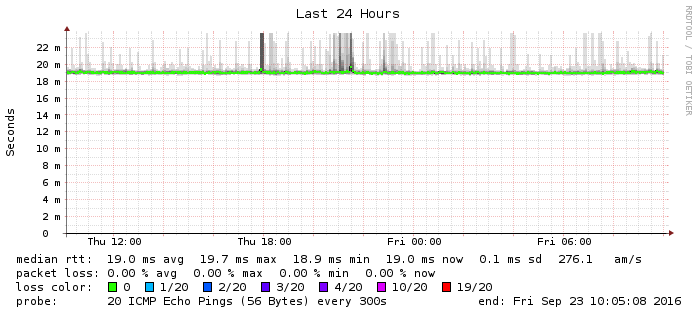 Last 24 Hours
RRDTOOL / TOBI OETIKER
Seconds
22 m
20 m
18 m
16 m
14 m
12 m
10 m
8 m
6 m
4 m
2 m
0
Thu 12:00 Thu 18:00 Fri 00:00 Fri 06:00
median rtt: 19.0 ms avg 19.7 ms max 18.9 ms min 19.0 ms now 0.1 ms sd 276.1 am/s
packet loss: 0.00 % avg 0.00 % max 0.00 % min 0.00 % now
loss color: 0 1/20 2/20 3/20 4/20 10/20 19/20
probe: 20 ICMP Echo Pings (56 Bytes) every 300s end: Fri Sep 23 10:05:08 2016